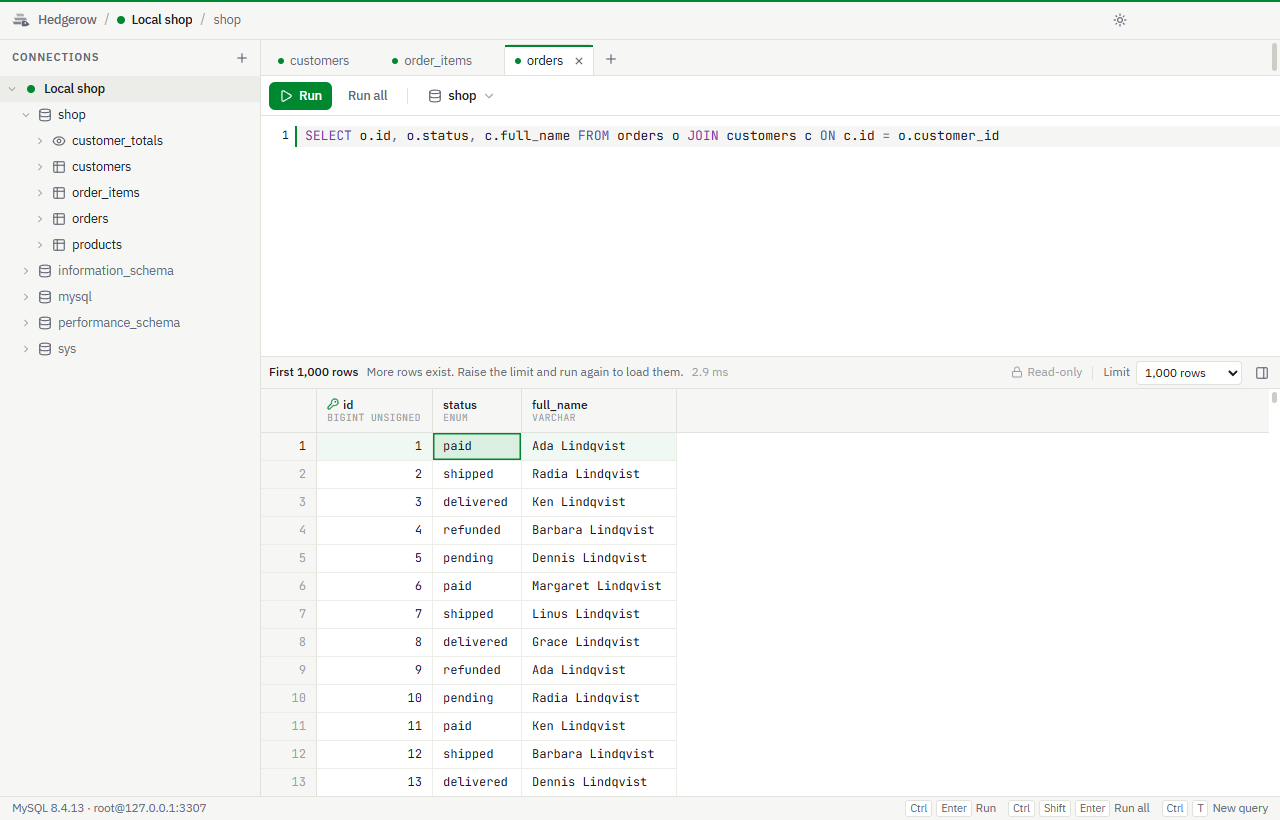 Hedgerow / Local shop / shop
CONNECTIONS
Local shop
shop
customer_totals
customers
order_items
orders
products
information_schema
mysql
performance_schema
sys
customers order_items orders
Run Run all shop
1 SELECT o.id, o.status, c.full_name FROM orders o JOIN customers c ON c.id = o.customer_id
First 1,000 rows More rows exist. Raise the limit and run again to load them. 2.9 ms Read-only Limit 1,000 rows
id status full_name
BIGINT UNSIGNED ENUM VARCHAR
1 1 paid Ada Lindqvist
2 2 shipped Radia Lindqvist
3 3 delivered Ken Lindqvist
4 4 refunded Barbara Lindqvist
5 5 pending Dennis Lindqvist
6 6 paid Margaret Lindqvist
7 7 shipped Linus Lindqvist
8 8 delivered Grace Lindqvist
9 9 refunded Ada Lindqvist
10 10 pending Radia Lindqvist
11 11 paid Ken Lindqvist
12 12 shipped Barbara Lindqvist
13 13 delivered Dennis Lindqvist
MySQL 8.4.13 · root@127.0.0.1:3307 Ctrl Enter Run Ctrl Shift Enter Run all Ctrl T New query